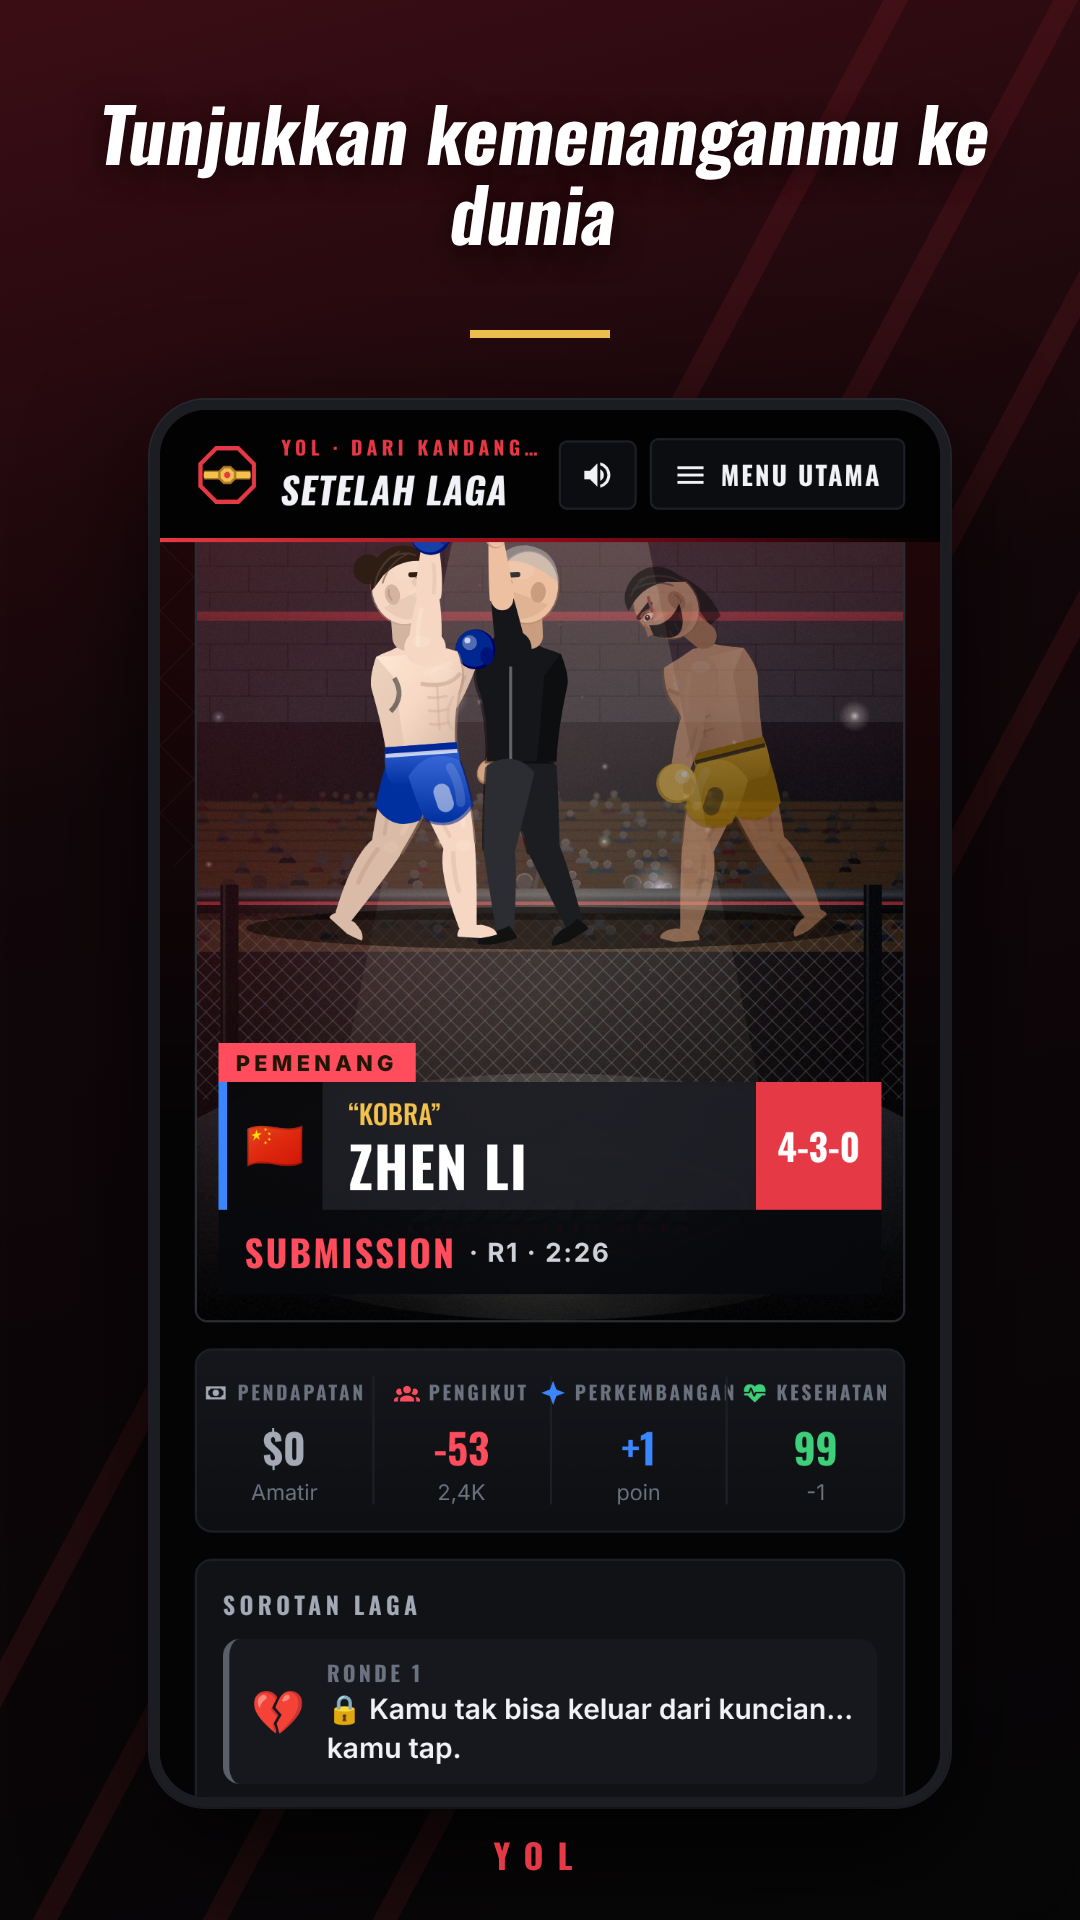 Tunjukkan kemenanganmu ke
dunia
YOL · DARI KANDANG...
SETELAH LAGA
MENU UTAMA
PEMENANG
“KOBRA”
ZHEN LI
4-3-0
SUBMISSION · R1 · 2:26
PENDAPATAN
$0
Amatir
PENGIKUT
-53
2,4K
PERKEMBANGAN
+1
poin
KESEHATAN
99
-1
SOROTAN LAGA
RONDE 1
🔒 Kamu tak bisa keluar dari kuncian...
kamu tap.
YOL